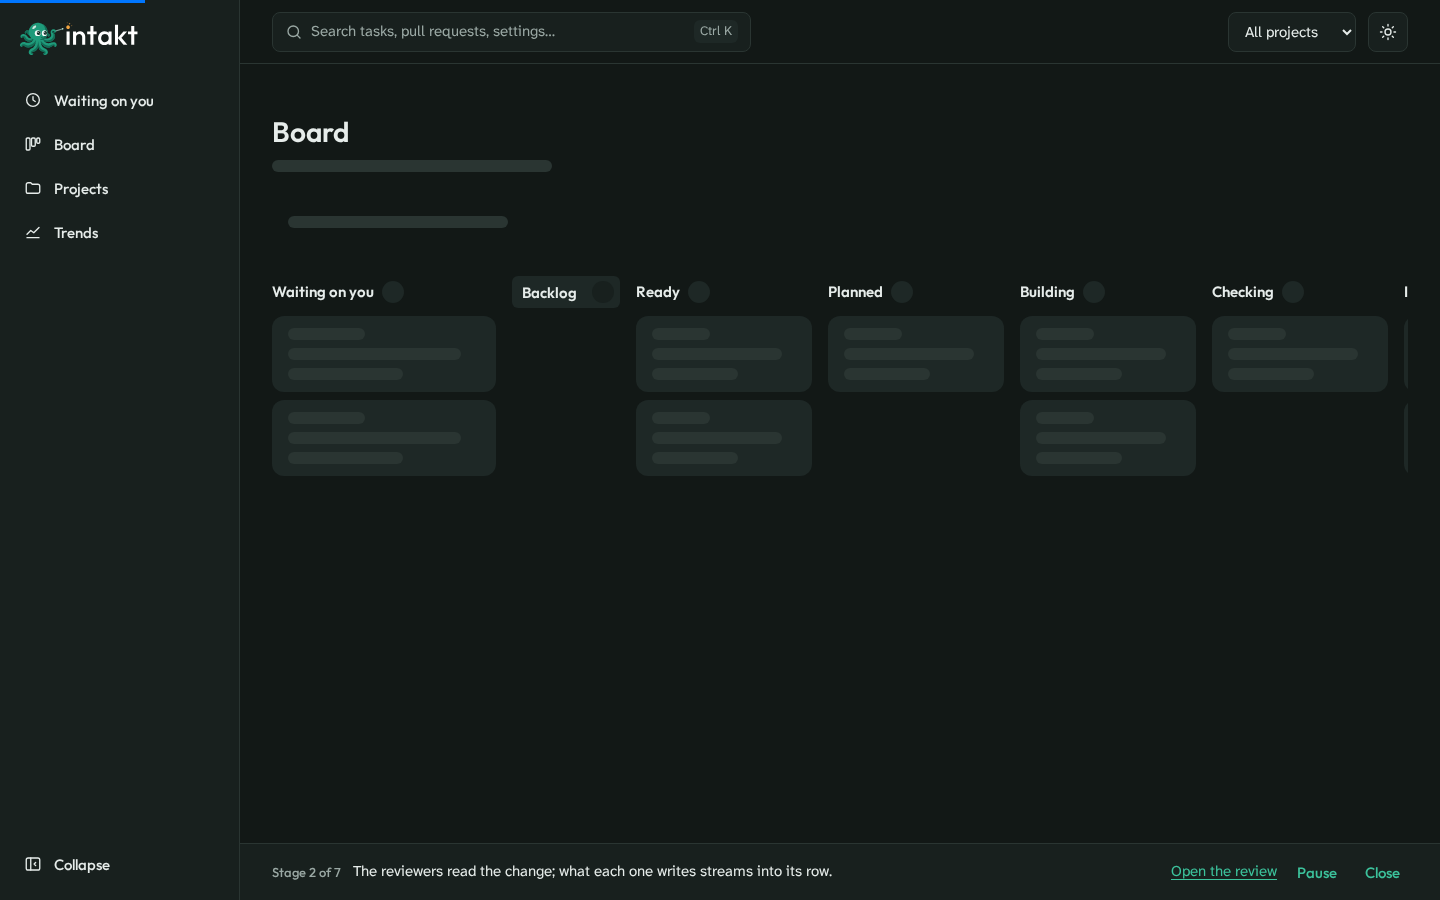 intakt
Search tasks, pull requests, settings...
Ctrl K
All projects
Waiting on you
Board
Projects
Trends
Board
Waiting on you
Backlog
Ready
Planned
Building
Checking
Collapse
Stage 2 of 7
The reviewers read the change; what each one writes streams into its row.
Open the review
Pause
Close